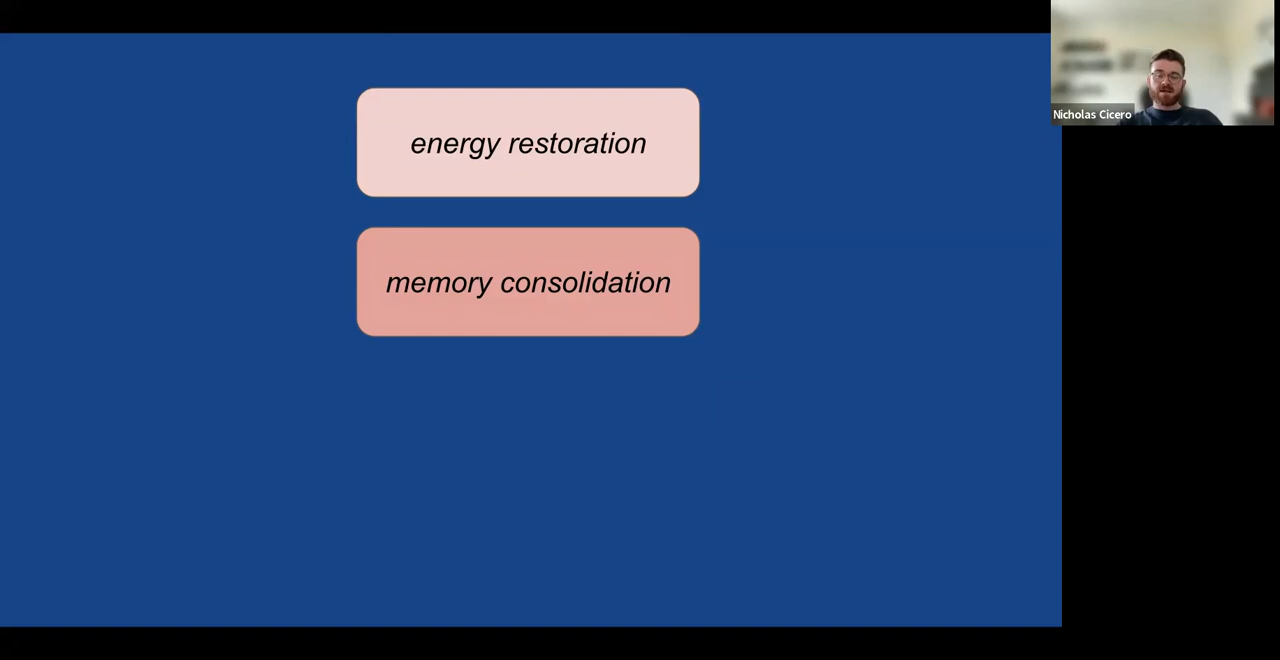 energy restoration
Nicholas Cicero
memory consolidation